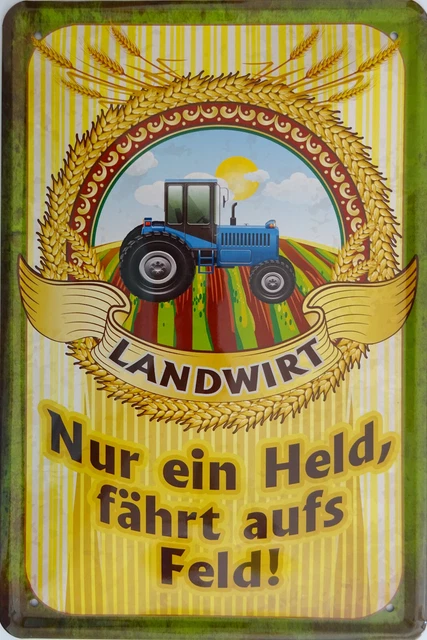 LANDWIRT
Nur ein Held,
fährt aufs
Feld!